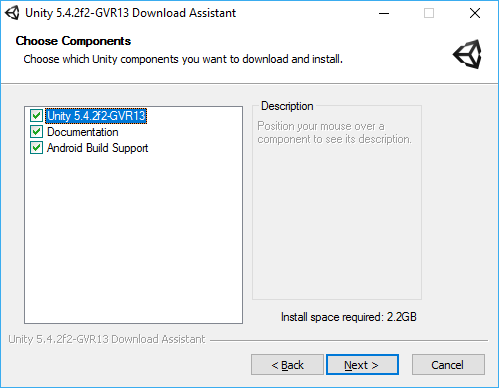 Unity 5.4.2f2-GVR13 Download Assistant
Choose Components
Choose which Unity components you want to download and install.
Unity 5.4.2f2-GVR13
Documentation
Android Build Support
Description
Position your mouse over a
component to see its description.
Install space required: 2.2GB
Unity 5.4.2f2-GVR13 Download Assistant
< Back
Next >
Cancel